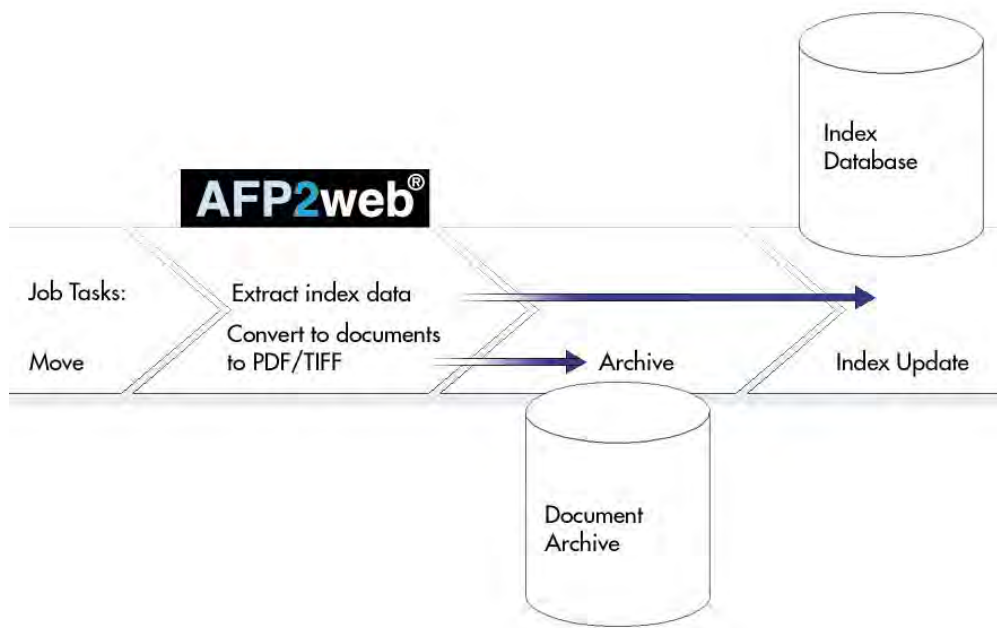 Index
Database
AFP2web®
Job Tasks:
Extract index data
Convert to documents
to PDF/TIFF
Move
Archive
Index Update
Document
Archive